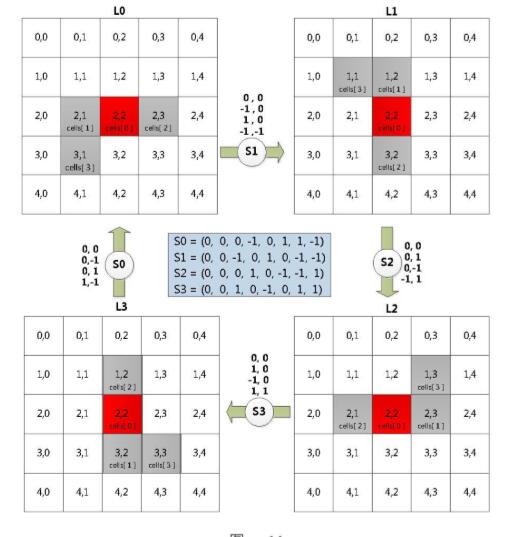 L0
0,0 0,1 0,2 0,3 0,4
1,0 1,1 1,2 1,3 1,4
2,0 2,1 2,2 2,3 2,4
cells[1] cells[0] cells[2]
3,0 3,1 3,2 3,3 3,4
cells[3]
4,0 4,1 4,2 4,3 4,4
0, 0
-1, 0
1, 0
-1,-1
S1
L1
0,0 0,1 0,2 0,3 0,4
1,0 1,1 1,2 1,3 1,4
cells[3] cells[1]
2,0 2,1 2,2 2,3 2,4
cells[0]
3,0 3,1 3,2 3,3 3,4
cells[2]
4,0 4,1 4,2 4,3 4,4
0, 0
0,-1
0, 1
1,-1
S0
S0 = (0, 0, 0, -1, 0, 1, 1, -1)
S1 = (0, 0, -1, 0, 1, 0, -1, -1)
S2 = (0, 0, 0, 1, 0, -1, -1, 1)
S3 = (0, 0, 1, 0, -1, 0, 1, 1)
S2
0, 0
0, 1
0,-1
-1, 1
L3
0,0 0,1 0,2 0,3 0,4
1,0 1,1 1,2 1,3 1,4
cells[2]
2,0 2,1 2,2 2,3 2,4
cells[0]
3,0 3,1 3,2 3,3 3,4
cells[1] cells[3]
4,0 4,1 4,2 4,3 4,4
0, 0
1, 0
-1, 0
1, 1
S3
L2
0,0 0,1 0,2 0,3 0,4
1,0 1,1 1,2 1,3 1,4
cells[3]
2,0 2,1 2,2 2,3 2,4
cells[2] cells[0] cells[1]
3,0 3,1 3,2 3,3 3,4
4,0 4,1 4,2 4,3 4,4